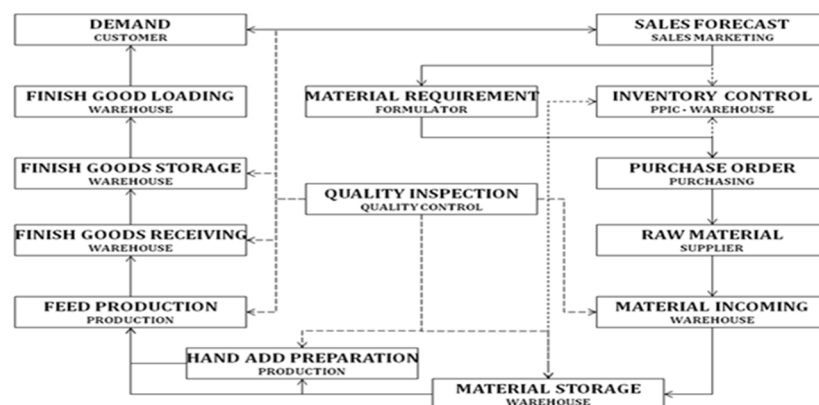 DEMAND
CUSTOMER
SALES FORECAST
SALES MARKETING
FINISH GOOD LOADING
WAREHOUSE
MATERIAL REQUIREMENT
FORMULATOR
INVENTORY CONTROL
PPIC - WAREHOUSE
FINISH GOODS STORAGE
WAREHOUSE
PURCHASE ORDER
PURCHASING
QUALITY INSPECTION
QUALITY CONTROL
FINISH GOODS RECEIVING
WAREHOUSE
RAW MATERIAL
SUPPLIER
FEED PRODUCTION
PRODUCTION
MATERIAL INCOMING
WAREHOUSE
HAND ADD PREPARATION
PRODUCTION
MATERIAL STORAGE
WAREHOUSE